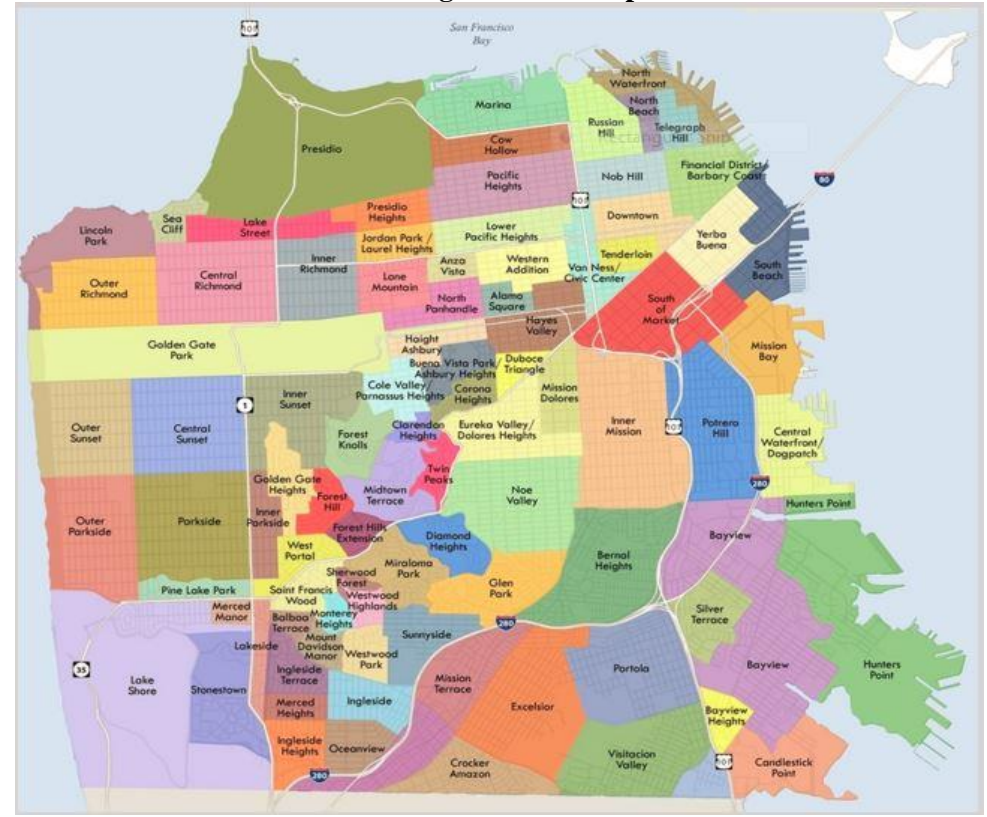 101
San Francisco
Bay
North
Waterfront
Marina
North
Beach
Russian
Hill
Telegraph
Hill
Cow
Hollow
Presidio
Pacific
Heights
Nob Hill
Financial District/
Barbary Coast
80
101
Presidio
Heights
Downtown
Sea
Cliff
Lake
Street
Lincoln
Park
Lower
Pacific Heights
Yerba
Buena
Jordan Park /
Laurel Heights
Tenderloin
Inner
Richmond
Anza
Vista
Western
Addition
Van Ness/
Civic Center
South
Beach
Outer
Richmond
Central
Richmond
Lone
Mountain
North
Panhandle
Alamo
Square
South
of
Market
Hayes
Valley
Golden Gate
Park
Haight
Ashbury
Mission
Bay
Buena Vista Park/
Ashbury Heights
Duboce
Triangle
Cole Valley/
Parnassus Heights
Corona
Heights
Mission
Dolores
1
Inner
Sunset
Outer
Sunset
Central
Sunset
Forest
Knolls
Clarendon
Heights
Eureka Valley/
Dolores Heights
Inner
Mission
101
Potrero
Hill
Central
Waterfront/
Dogpatch
Twin
Peaks
Golden Gate
Heights
Forest
Hill
Midtown
Terrace
Noe
Valley
280
Hunters Point
Outer
Parkside
Parkside
Inner
Parkside
Forest Hills
Extension
Diamond
Heights
Bayview
West
Portal
Miraloma
Park
Bernal
Heights
Sherwood
Forest
Glen
Park
Pine Lake Park
Saint Francis
Wood
Westwood
Highlands
Merced
Manor
Balboa
Terrace
Monterey
Heights
280
Silver
Terrace
Sunnyside
Lakeside
Mount
Davidson
Manor
Westwood
Park
35
Lake
Shore
Stonestown
Ingleside
Terrace
Mission
Terrace
Portola
Bayview
Hunters
Point
Merced
Heights
Ingleside
Excelsior
Bayview
Heights
Ingleside
Heights
Oceanview
280
Crocker
Amazon
Visitacion
Valley
101
Candlestick
Point